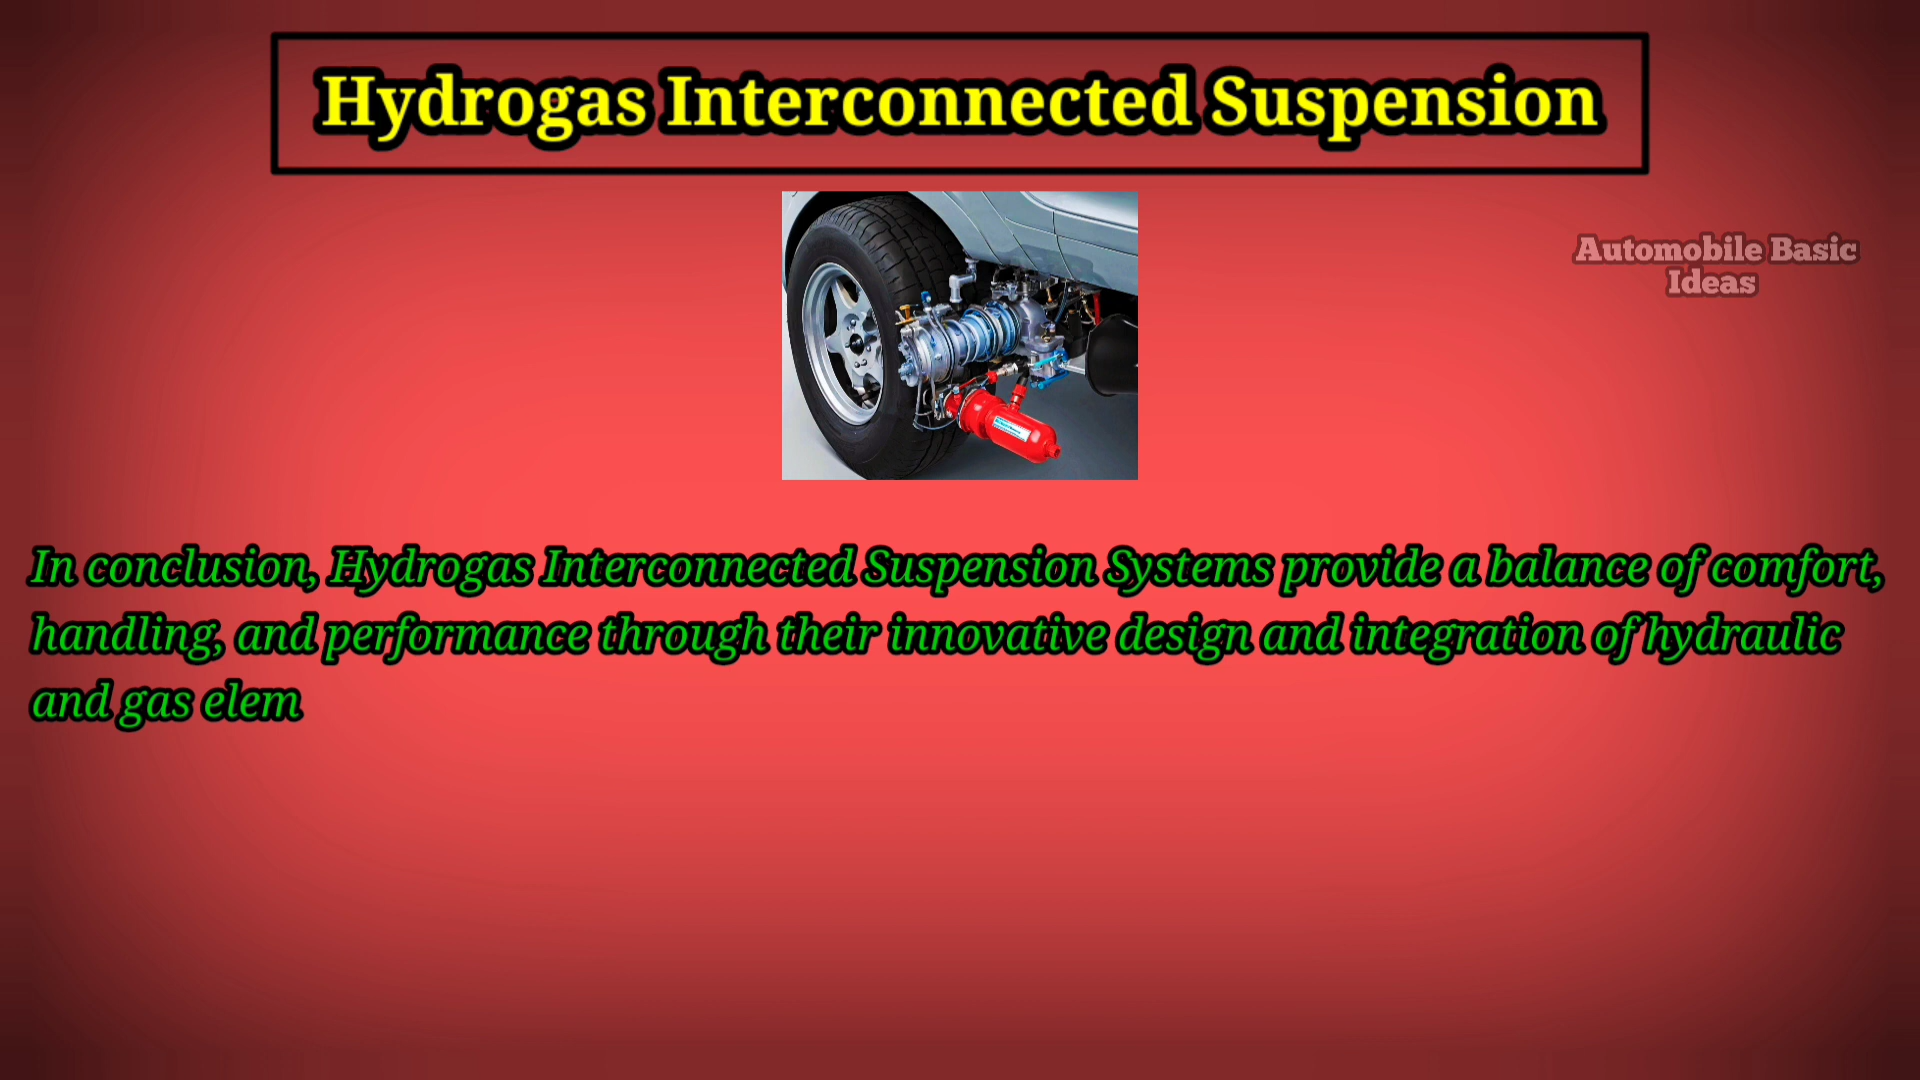 Hydrogas Interconnected Suspension
Automobile Basic
Ideas
In conclusion, Hydrogas Interconnected Suspension Systems provide a balance of comfort,
handling, and performance through their innovative design and integration of hydraulic
and gas elem